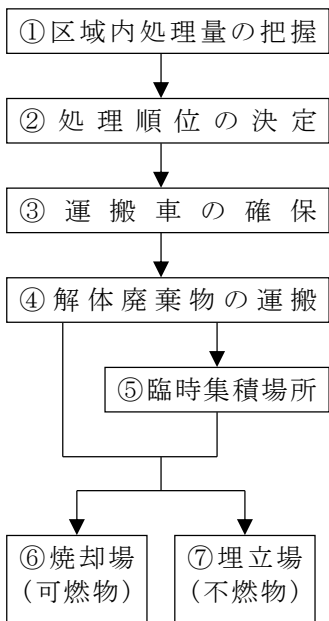 ①区域内処理量の把握
②処理順位の決定
③運搬車の確保
④解体廃棄物の運搬
⑤臨時集積場所
⑥焼却場
(可燃物)
⑦埋立場
(不燃物)